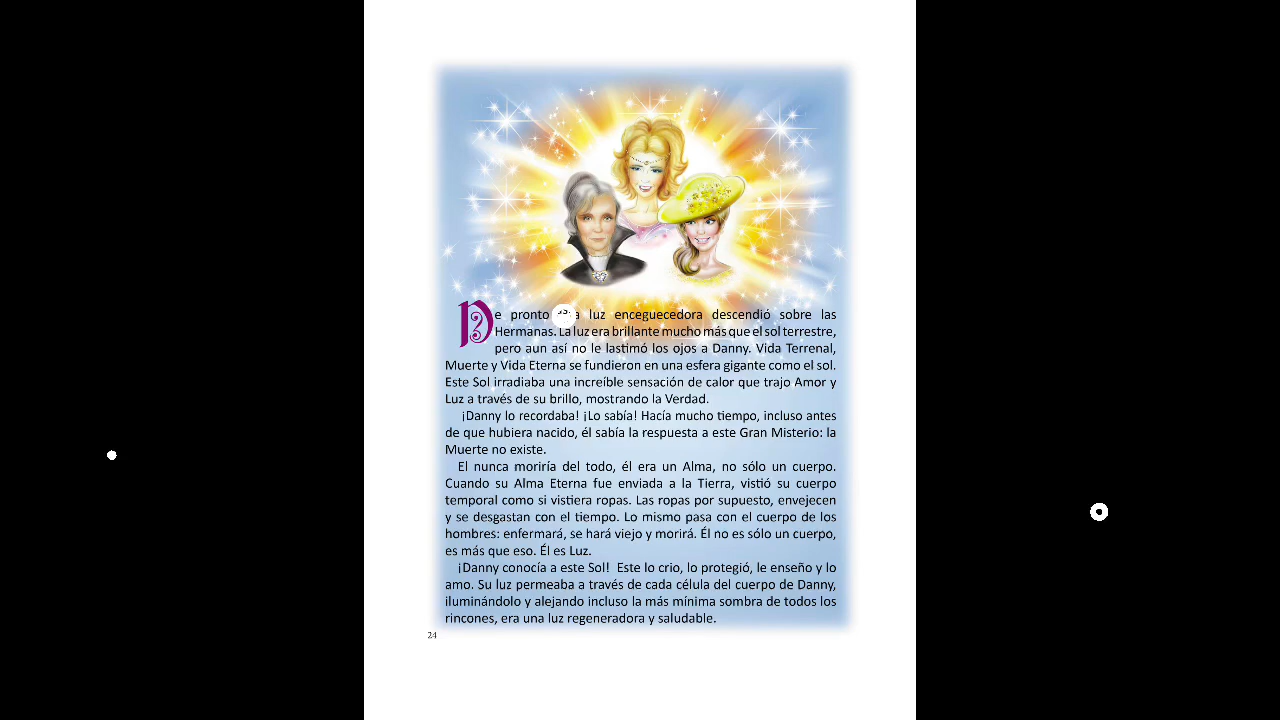 De pronto luz enceguecedora descendió sobre las
Hermanas. La luz era brillante mucho más que el sol terrestre,
pero aun así no le lastimó los ojos a Danny. Vida Terrenal,
Muerte y Vida Eterna se fundieron en una esfera gigante como el sol.
Este Sol irradiaba una increíble sensación de calor que trajo Amor y
Luz a través de su brillo, mostrando la Verdad.
¡Danny lo recordaba! ¡Lo sabía! Hacía mucho tiempo, incluso antes
de que hubiera nacido, él sabía la respuesta a este Gran Misterio: la
Muerte no existe.
El nunca moriría del todo, él era un Alma, no sólo un cuerpo.
Cuando su Alma Eterna fue enviada a la Tierra, vistió su cuerpo
temporal como si vistiera ropas. Las ropas por supuesto, envejecen
y se desgastan con el tiempo. Lo mismo pasa con el cuerpo de los
hombres: enfermará, se hará viejo y morirá. Él no es sólo un cuerpo,
es más que eso. Él es Luz.
¡Danny conocía a este Sol! Este lo crio, lo protegió, le enseño y lo
amo. Su luz permeaba a través de cada célula del cuerpo de Danny,
iluminándolo y alejando incluso la más mínima sombra de todos los
rincones, era una luz regeneradora y saludable.
24